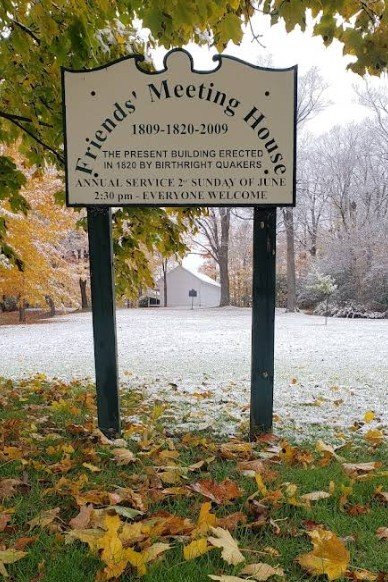 Friends' Meeting House
1809-1820-2009
THE PRESENT BUILDING ERECTED
IN 1820 BY BIRTHRIGHT QUAKERS
ANNUAL SERVICE 2ND SUNDAY OF JUNE
2:30 pm - EVERYONE WELCOME